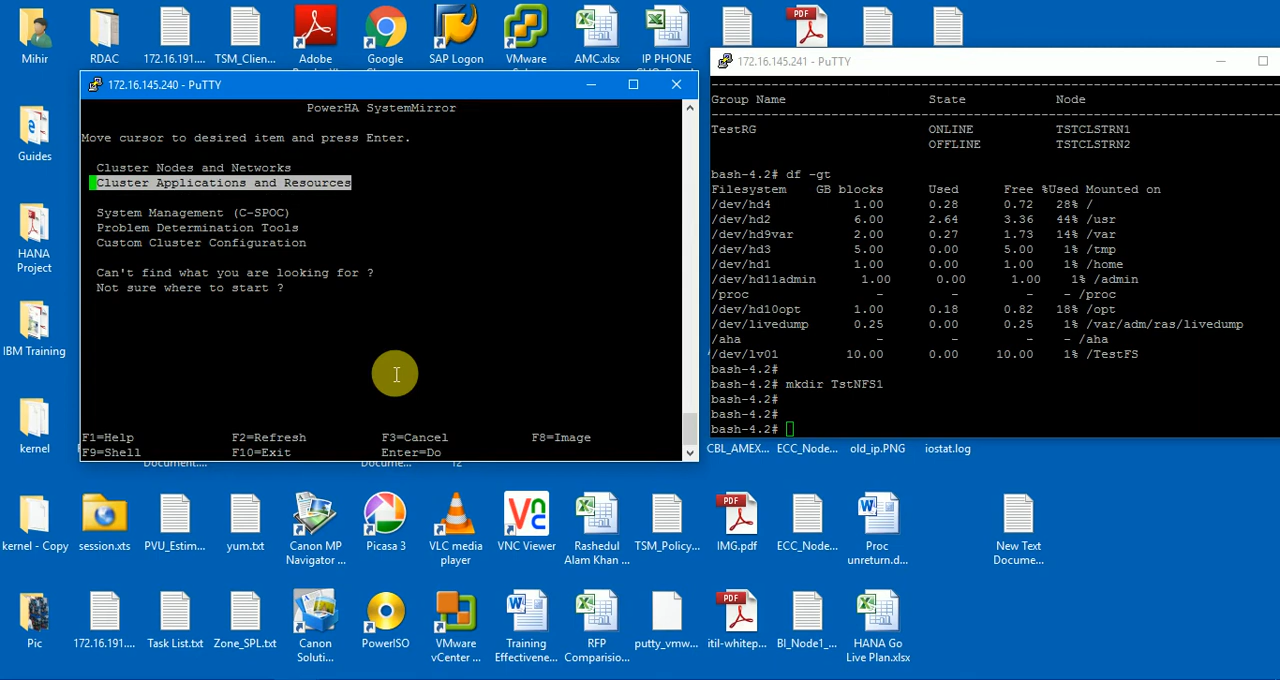 Mihir
RDAC
172.16.191....
TSM_Clien...
Adobe
Google
SAP Logon
VMware
AMC.xlsx
IP PHONE
PDF
Guides
HANA
Project
IBM Training
kernel
172.16.145.240 - PuTTY
PowerHA SystemMirror
Move cursor to desired item and press Enter.
Cluster Nodes and Networks
Cluster Applications and Resources
System Management (C-SPOC)
Problem Determination Tools
Custom Cluster Configuration
Can't find what you are looking for ?
Not sure where to start ?
F1=Help F2=Refresh F3=Cancel F8=Image
F9=Shell F10=Exit Enter=Do
172.16.145.241 - PuTTY
Group Name State Node
TestRG ONLINE TSTCLSTRN1
OFFLINE TSTCLSTRN2
bash-4.2# df -gt
Filesystem GB blocks Used Free %Used Mounted on
/dev/hd4 1.00 0.28 0.72 28% /
/dev/hd2 6.00 2.64 3.36 44% /usr
/dev/hd9var 2.00 0.27 1.73 14% /var
/dev/hd3 5.00 0.00 5.00 1% /tmp
/dev/hd1 1.00 0.00 1.00 1% /home
/dev/hd11admin 1.00 0.00 1.00 1% /admin
/proc - - - - /proc
/dev/hd10opt 1.00 0.18 0.82 18% /opt
/dev/livedump 0.25 0.00 0.25 1% /var/adm/ras/livedump
/aha - - - - /aha
/dev/lv01 10.00 0.00 10.00 1% /TestFS
bash-4.2#
bash-4.2# mkdir TstNFS1
bash-4.2#
bash-4.2#
bash-4.2#
CBL_AMEX...
ECC_Node...
old_ip.PNG
iostat.log
kernel - Copy
session.xts
PVU_Estim...
yum.txt
Canon MP
Navigator ...
Picasa 3
VLC media
player
VNC Viewer
Rashedul
Alam Khan ...
TSM_Policy...
PDF
IMG.pdf
ECC_Node...
Proc
unreturn.d...
New Text
Docume...
Pic
172.16.191....
Task List.txt
Zone_SPL.txt
Canon
Soluti...
PowerISO
VMware
vCenter ...
Training
Effectivene...
RFP
Comparision...
putty_vmw...
PDF
itil-whitep...
BI_Node1_...
HANA Go
Live Plan.xlsx